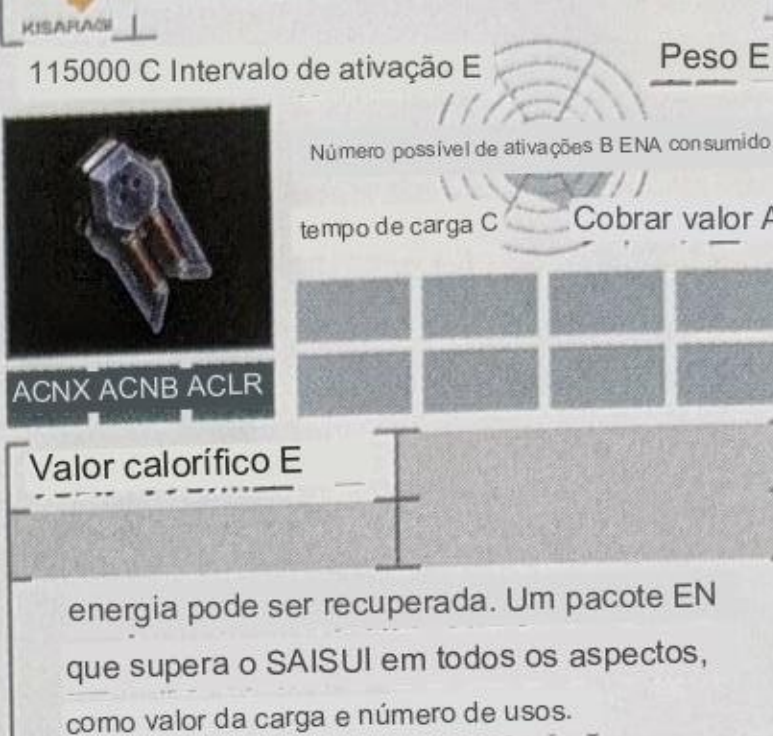 KISARAGI
115000 C Intervalo de ativação E
Peso E
Número possível de ativações B ENA consumido
tempo de carga C
Cobrar valor A
ACNX ACNB ACLR
Valor calorífico E
energia pode ser recuperada. Um pacote EN
que supera o SAISUI em todos os aspectos,
como valor da carga e número de usos.